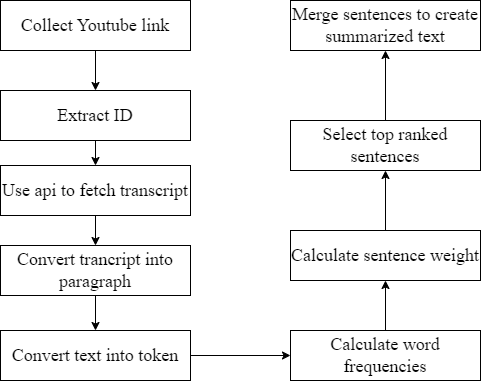 Collect Youtube link
Extract ID
Use api to fetch transcript
Convert trancript into
paragraph
Convert text into token
Calculate word
frequencies
Calculate sentence weight
Select top ranked
sentences
Merge sentences to create
summarized text